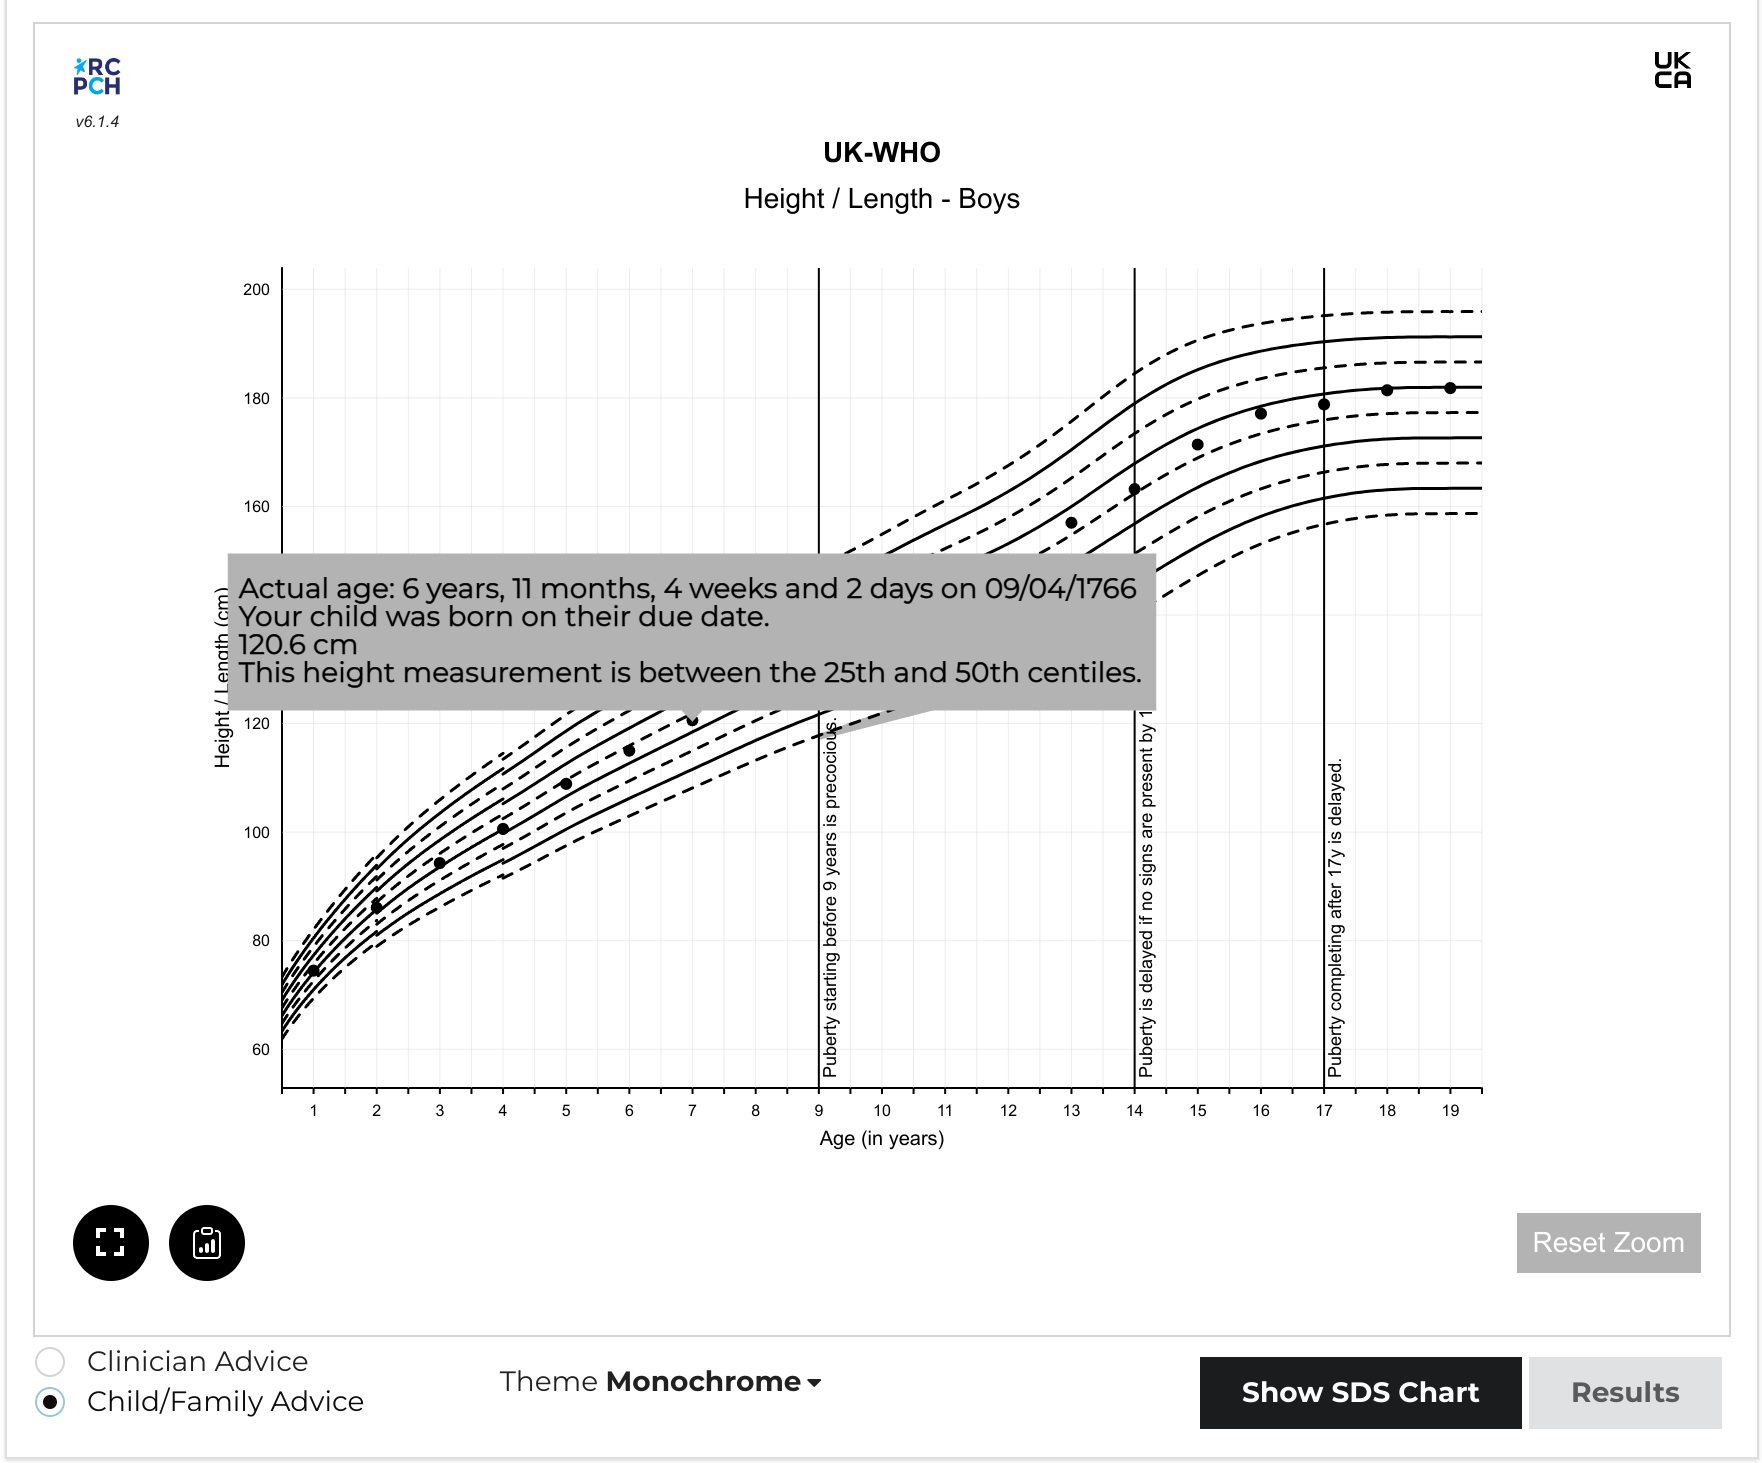 RC
PCH
v6.1.4
UK
CA
UK-WHO
Height / Length - Boys
200
180
160
120
100
80
60
Height / Length (cm)
Actual age: 6 years, 11 months, 4 weeks and 2 days on 09/04/1766
Your child was born on their due date.
120.6 cm
This height measurement is between the 25th and 50th centiles.
Puberty starting before 9 years is precocious.
Puberty is delayed if no signs are present by 1
Puberty completing after 17y is delayed.
1 2 3 4 5 6 7 8 9 10 11 12 13 14 15 16 17 18 19
Age (in years)
Reset Zoom
Clinician Advice
Child/Family Advice
Theme Monochrome
Show SDS Chart
Results